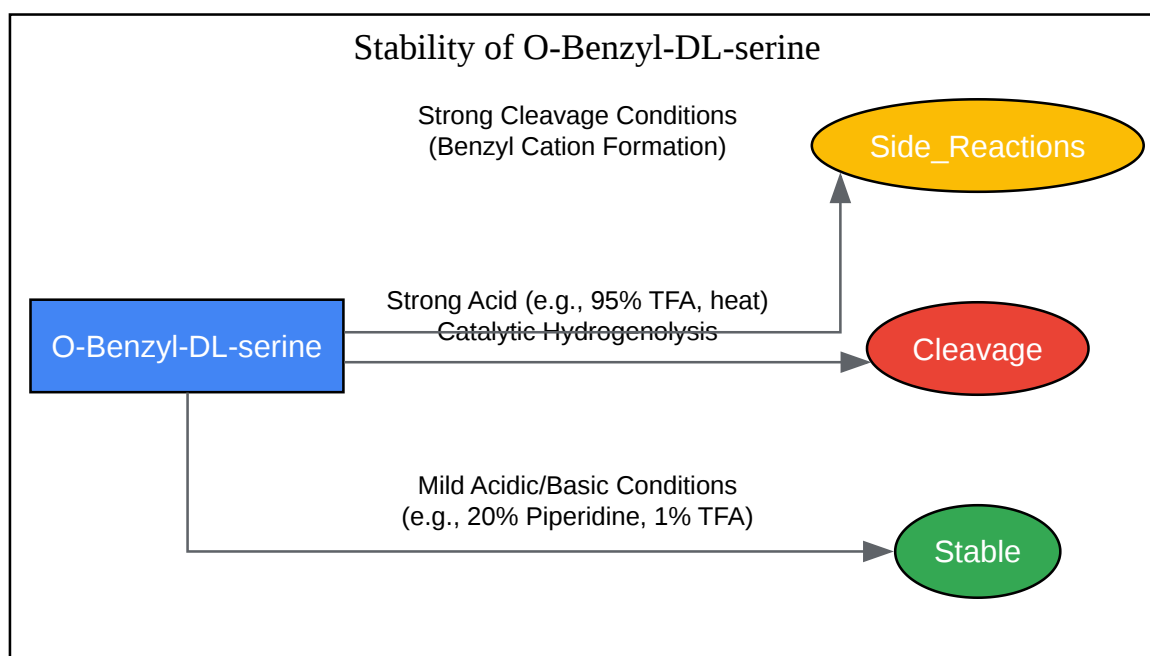 Stability of O-Benzyl-DL-serine
Strong Cleavage Conditions
(Benzyl Cation Formation)
Side_Reactions
Strong Acid (e.g., 95% TFA, heat)
Catalytic Hydrogenolysis
O-Benzyl-DL-serine
Cleavage
Mild Acidic/Basic Conditions
(e.g., 20% Piperidine, 1% TFA)
Stable